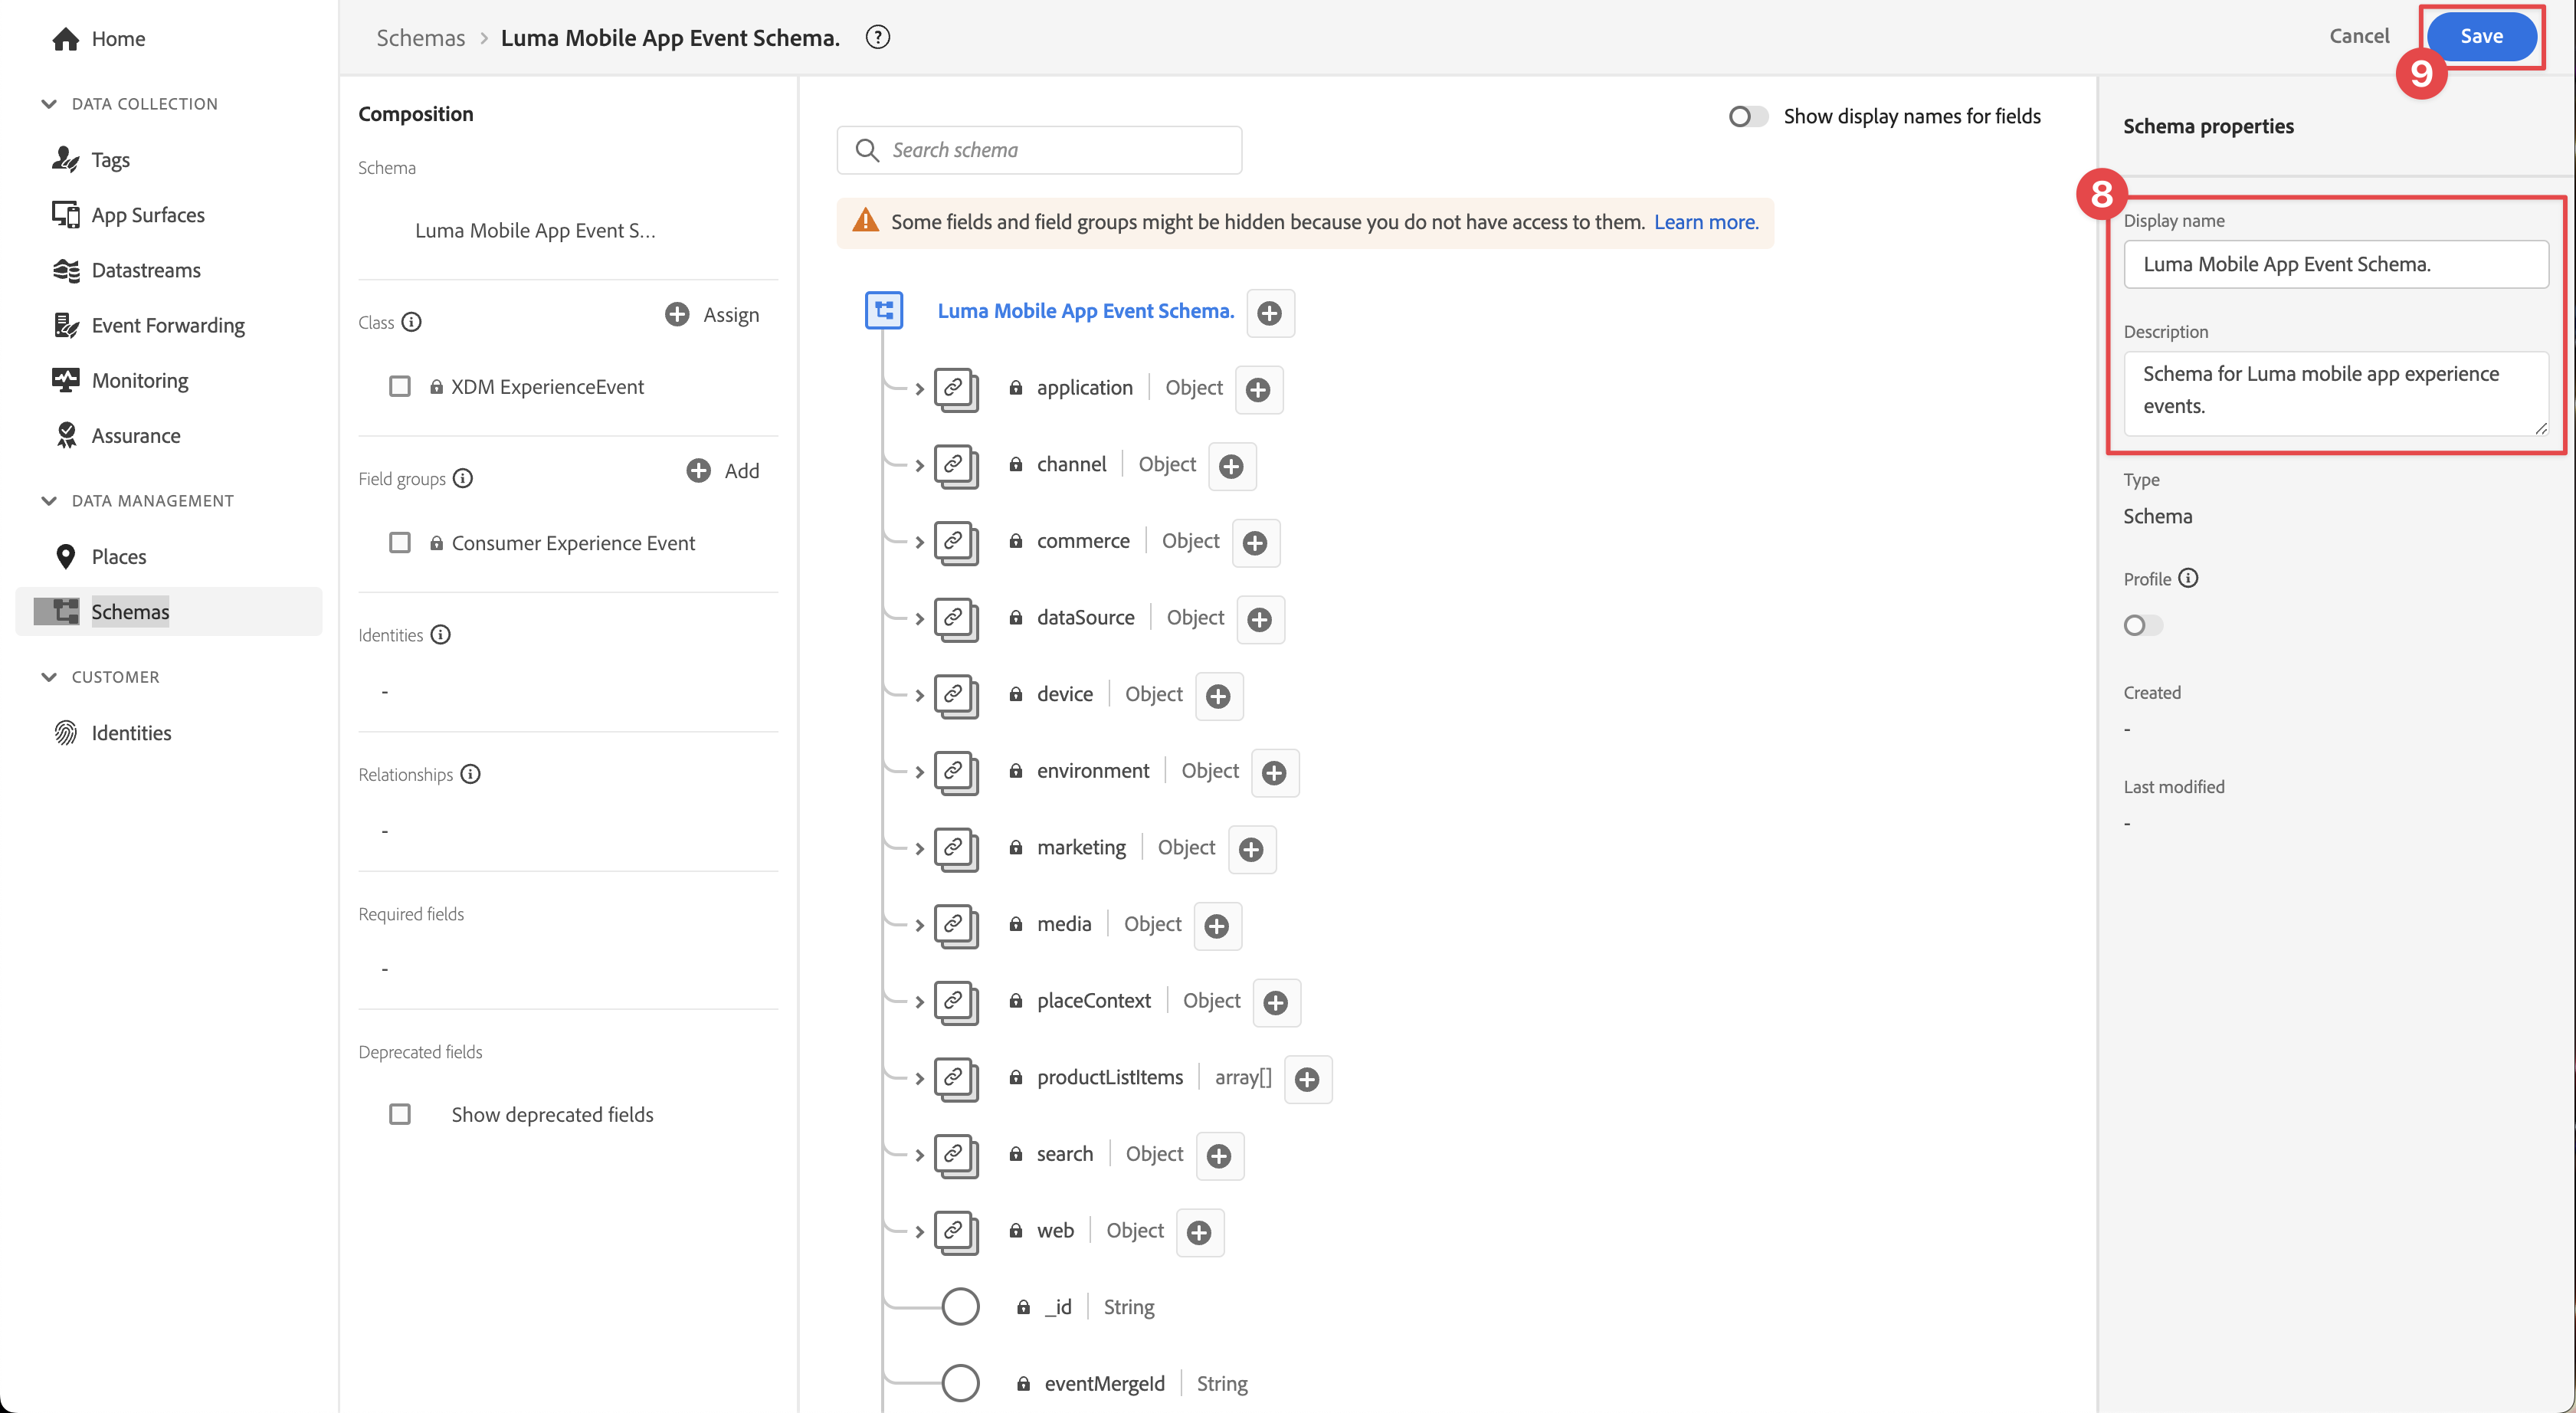 Home
DATA COLLECTION
Tags
App Surfaces
Datastreams
Event Forwarding
Monitoring
Assurance
DATA MANAGEMENT
Places
Schemas
CUSTOMER
Identities
Schemas > Luma Mobile App Event Schema. ?
Cancel
Save
9
Composition
Schema
Luma Mobile App Event S...
Class
Assign
XDM ExperienceEvent
Field groups
Add
Consumer Experience Event
Identities
-
Relationships
-
Required fields
-
Deprecated fields
Show deprecated fields
Search schema
Show display names for fields
Some fields and field groups might be hidden because you do not have access to them. Learn more.
Luma Mobile App Event Schema.
application | Object
channel | Object
commerce | Object
dataSource | Object
device | Object
environment | Object
marketing | Object
media | Object
placeContext | Object
productListItems | array[]
search | Object
web | Object
_id | String
eventMergeId | String
Schema properties
8
Display name
Luma Mobile App Event Schema.
Description
Schema for Luma mobile app experience
events.
Type
Schema
Profile
Created
-
Last modified
-